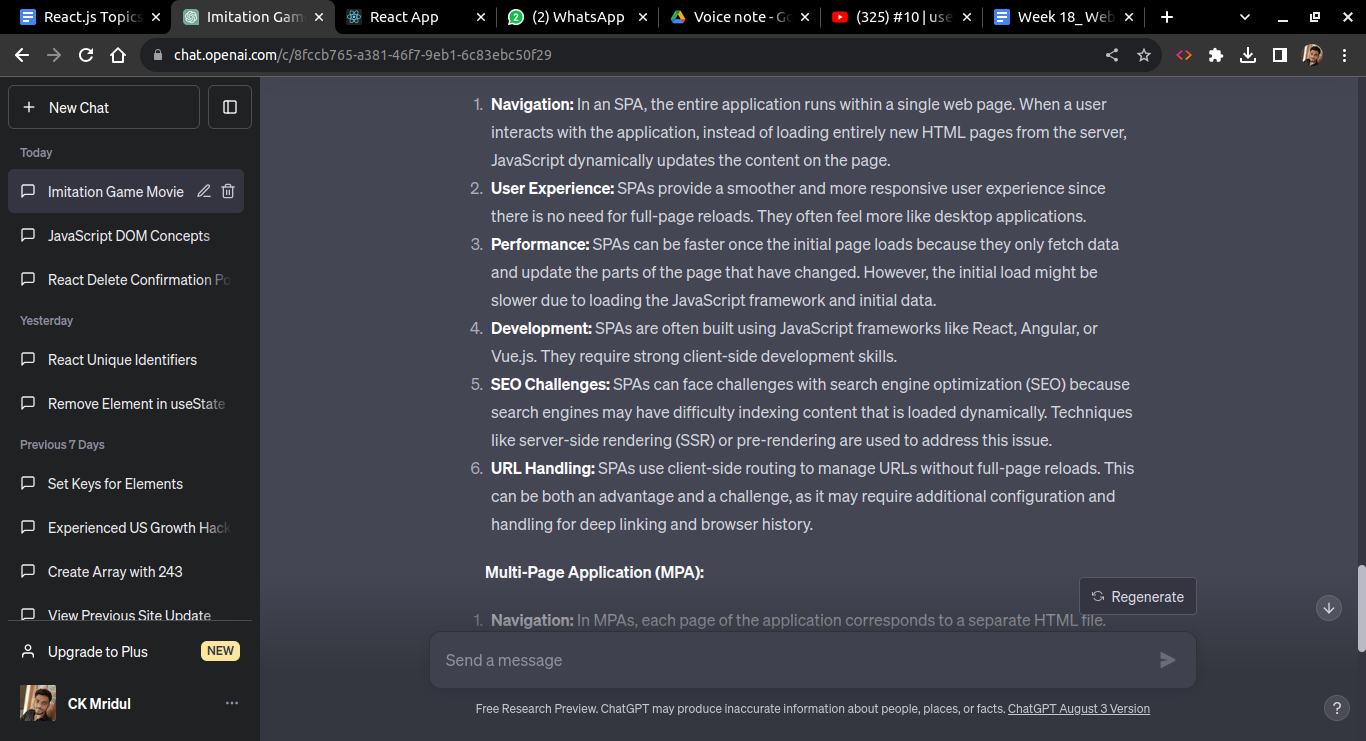 React.js Topics
Imitation Gam
React App
(2) WhatsApp
Voice note - Go
(325) #10 | use
Week 18_ Web
chat.openai.com/c/8fccb765-a381-46f7-9eb1-6c83ebc50f29
New Chat
Today
Imitation Game Movie
JavaScript DOM Concepts
React Delete Confirmation Po
Yesterday
React Unique Identifiers
Remove Element in useState
Previous 7 Days
Set Keys for Elements
Experienced US Growth Hack
Create Array with 243
View Previous Site Update
Upgrade to Plus
NEW
CK Mridul
1. Navigation: In an SPA, the entire application runs within a single web page. When a user
interacts with the application, instead of loading entirely new HTML pages from the server,
JavaScript dynamically updates the content on the page.
2. User Experience: SPAs provide a smoother and more responsive user experience since
there is no need for full-page reloads. They often feel more like desktop applications.
3. Performance: SPAs can be faster once the initial page loads because they only fetch data
and update the parts of the page that have changed. However, the initial load might be
slower due to loading the JavaScript framework and initial data.
4. Development: SPAs are often built using JavaScript frameworks like React, Angular, or
Vue.js. They require strong client-side development skills.
5. SEO Challenges: SPAs can face challenges with search engine optimization (SEO) because
search engines may have difficulty indexing content that is loaded dynamically. Techniques
like server-side rendering (SSR) or pre-rendering are used to address this issue.
6. URL Handling: SPAs use client-side routing to manage URLs without full-page reloads. This
can be both an advantage and a challenge, as it may require additional configuration and
handling for deep linking and browser history.
Multi-Page Application (MPA):
Regenerate
1. Navigation: In MPAs, each page of the application corresponds to a separate HTML file.
Send a message
Free Research Preview. ChatGPT may produce inaccurate information about people, places, or facts. ChatGPT August 3 Version
?